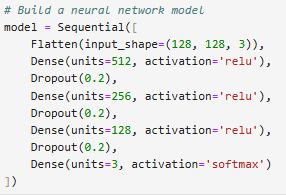 # Build a neural network model
model = Sequential([
    Flatten(input_shape=(128, 128, 3)),
    Dense(units=512, activation='relu'),
    Dropout(0.2),
    Dense(units=256, activation='relu'),
    Dropout(0.2),
    Dense(units=128, activation='relu'),
    Dropout(0.2),
    Dense(units=3, activation='softmax')
])